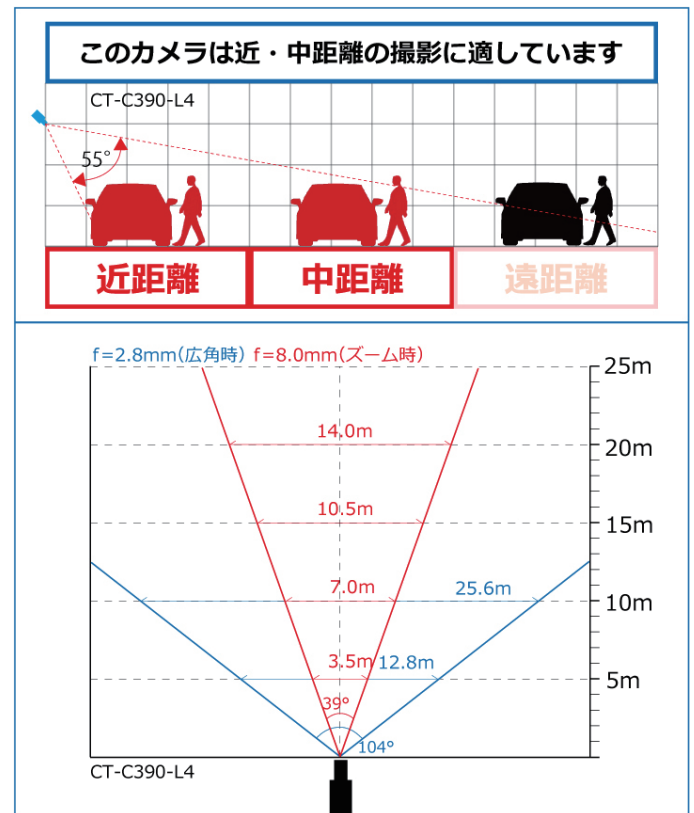 このカメラは近・中距離の撮影に適しています
CT-C390-L4
55°
近距離
中距離
遠距離
f=2.8mm(広角時) f=8.0mm(ズーム時)
25m
14.0m
20m
10.5m
15m
7.0m
25.6m
10m
3.5m
12.8m
5m
39°
104°
CT-C390-L4